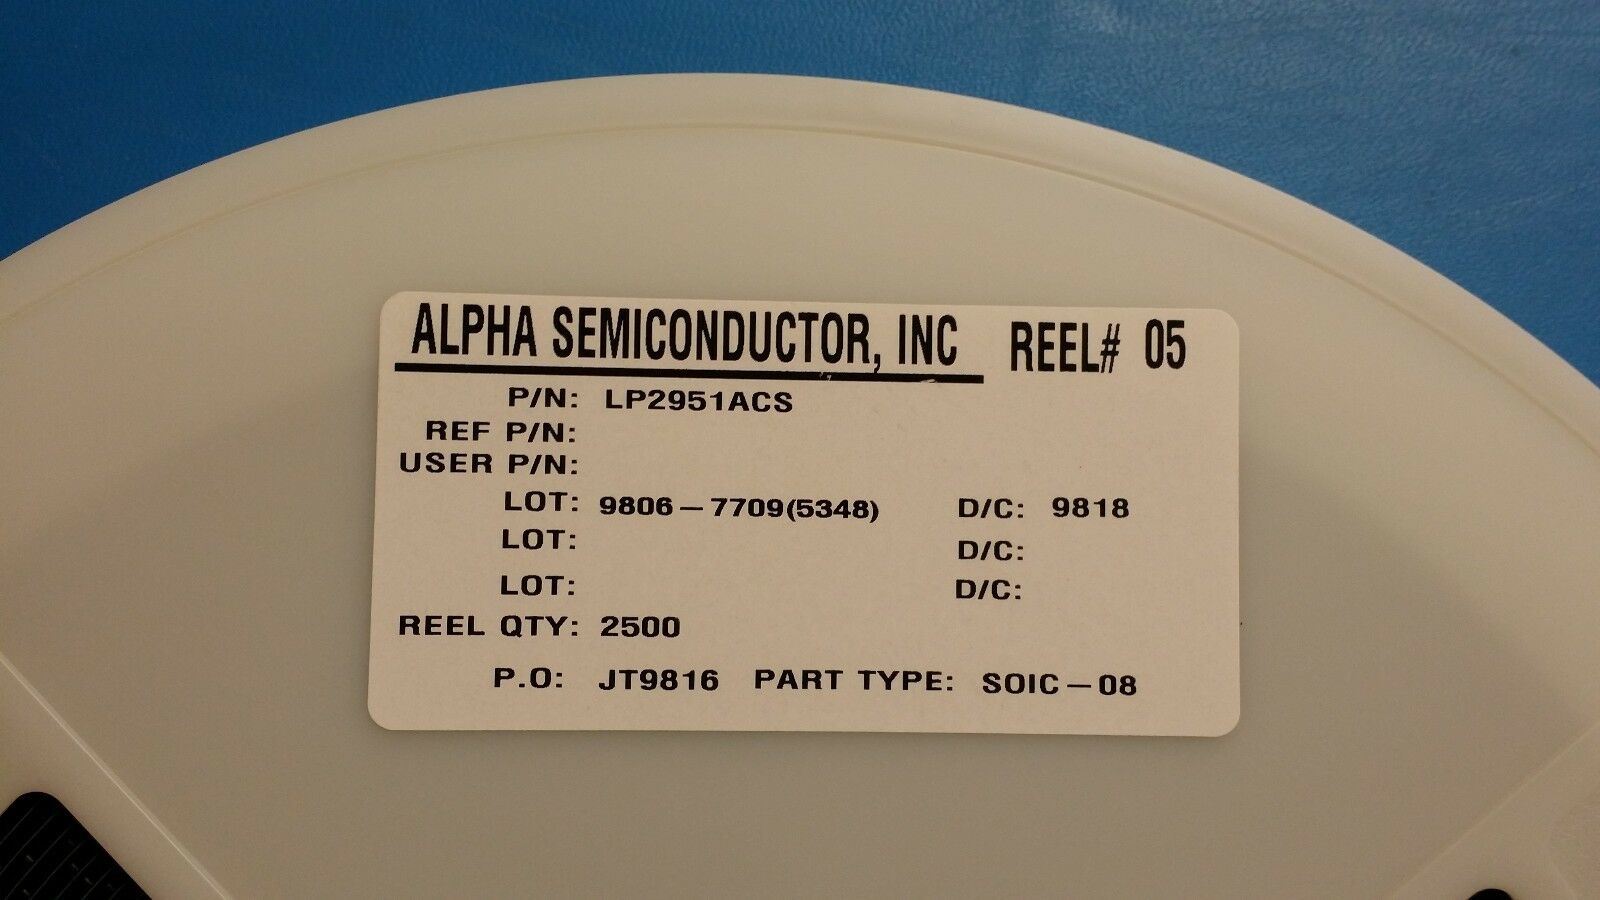 ALPHA SEMICONDUCTOR, INC REEL# 05
P/N: LP2951ACS
REF P/N:
USER P/N:
LOT: 9806-7709(5348) D/C: 9818
LOT: D/C:
LOT: D/C:
REEL QTY: 2500
P.O: JT9816 PART TYPE: SOIC-08